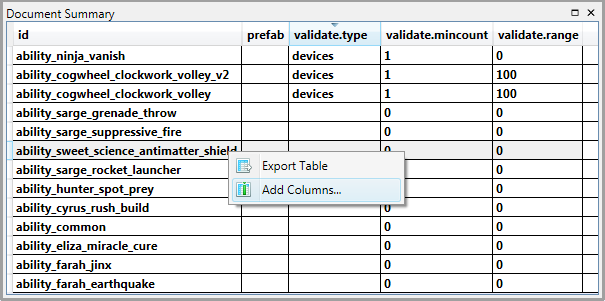 Document Summary
id prefab validate.type validate.mincount validate.range
ability_ninja_vanish devices 1 0
ability_cogwheel_clockwork_volley_v2 devices 1 100
ability_cogwheel_clockwork_volley devices 1 100
ability_sarge_grenade_throw 0 0
ability_sarge_suppressive_fire 0 0
ability_sweet_science_antimatter_shield 0 0
ability_sarge_rocket_launcher 0 0
Export Table
ability_hunter_spot_prey 0 0
Add Columns...
ability_cyrus_rush_build 0 0
ability_common 0 0
ability_eliza_miracle_cure 0 0
ability_farah_jinx 0 0
ability_farah_earthquake 0 0